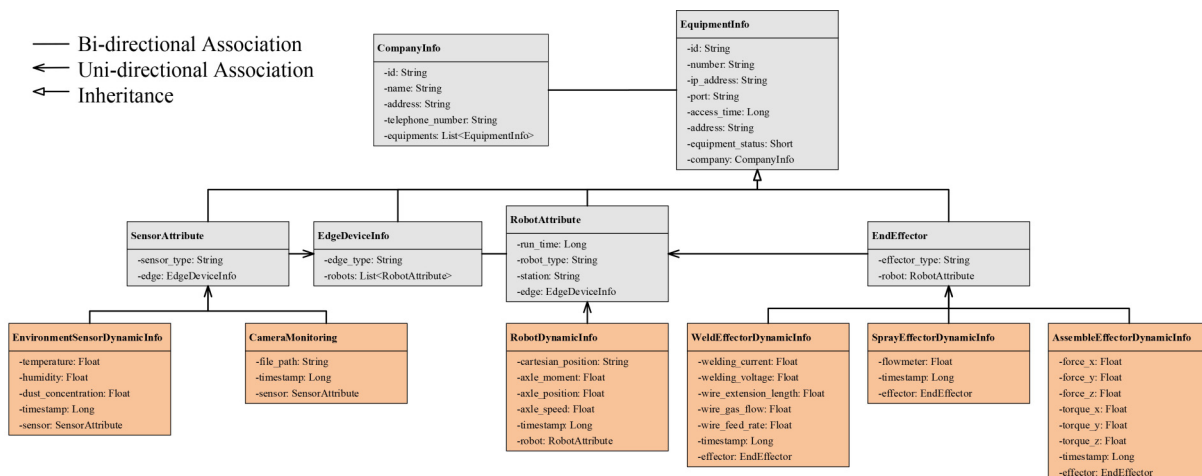 Bi-directional Association
Uni-directional Association
Inheritance
CompanyInfo
-id: String
-name: String
-address: String
-telephone_number: String
-equipments: List<EquipmentInfo>
EquipmentInfo
-id: String
-number: String
-ip_address: String
-port: String
-access_time: Long
-address: String
-equipment_status: Short
-company: CompanyInfo
SensorAttribute
-sensor_type: String
-edge: EdgeDeviceInfo
EdgeDeviceInfo
-edge_type: String
-robots: List<RobotAttribute>
RobotAttribute
-run_time: Long
-robot_type: String
-station: String
-edge: EdgeDeviceInfo
EndEffector
-effector_type: String
-robot: RobotAttribute
EnvironmentSensorDynamicInfo
-temperature: Float
-humidity: Float
-dust_concentration: Float
-timestamp: Long
-sensor: SensorAttribute
CameraMonitoring
-file_path: String
-timestamp: Long
-sensor: SensorAttribute
RobotDynamicInfo
-cartesian_position: String
-axle_moment: Float
-axle_position: Float
-axle_speed: Float
-timestamp: Long
-robot: RobotAttribute
WeldEffectorDynamicInfo
-welding_current: Float
-welding_voltage: Float
-wire_extension_length: Float
-wire_gas_flow: Float
-wire_feed_rate: Float
-timestamp: Long
-effector: EndEffector
SprayEffectorDynamicInfo
-flowmeter: Float
-timestamp: Long
-effector: EndEffector
AssembleEffectorDynamicInfo
-force_x: Float
-force_y: Float
-force_z: Float
-torque_x: Float
-torque_y: Float
-torque_z: Float
-timestamp: Long
-effector: EndEffector